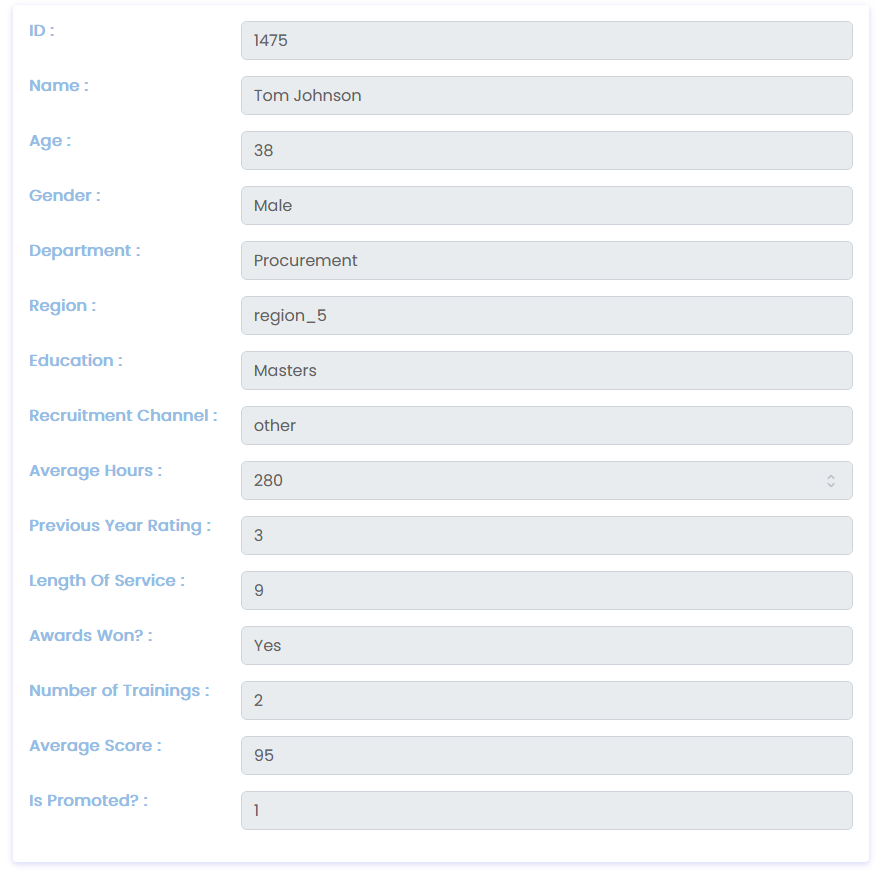 ID : 1475
Name : Tom Johnson
Age : 38
Gender : Male
Department : Procurement
Region : region_5
Education : Masters
Recruitment Channel : other
Average Hours : 280
Previous Year Rating : 3
Length Of Service : 9
Awards Won? : Yes
Number of Trainings : 2
Average Score : 95
Is Promoted? : 1